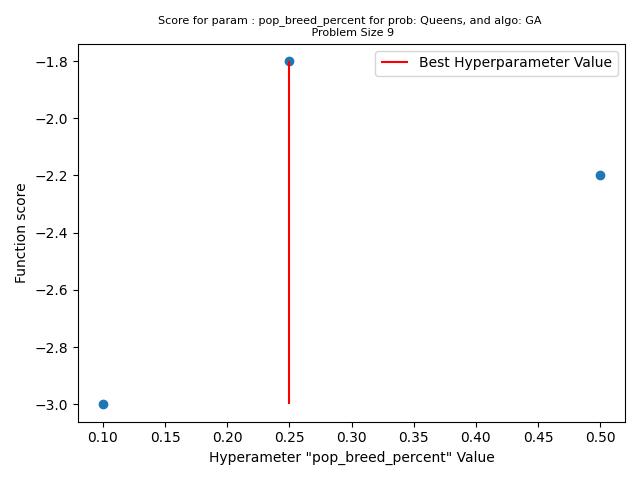 Score for param : pop_breed_percent for prob: Queens, and algo: GA
Problem Size 9
Best Hyperparameter Value
Function score
−1.8
−2.0
−2.2
−2.4
−2.6
−2.8
−3.0
0.10 0.15 0.20 0.25 0.30 0.35 0.40 0.45 0.50
Hyperameter "pop_breed_percent" Value